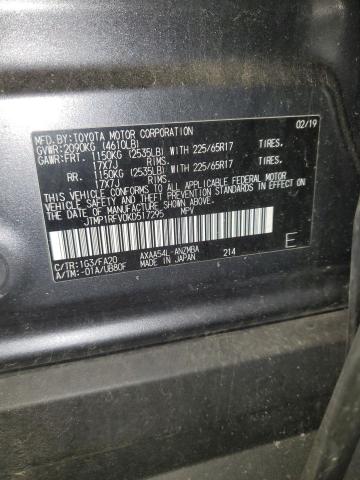 MFD.BY:TOYOTA MOTOR CORPORATION 02/19
GVWR:2090KG (4610LB)
GAWR:FRT. 1150KG (2535LB) WITH 225/65R17 TIRES.
17X7J RIMS.
RR. 1150KG (2535LB) WITH 225/65R17 TIRES.
17X7J RIMS.
THIS VEHICLE CONFORMS TO ALL APPLICABLE FEDERAL MOTOR
VEHICLE SAFETY AND THEFT PREVENTION STANDARDS IN EFFECT
ON THE DATE OF MANUFACTURE SHOWN ABOVE.
JTMP1RFV0KD517295 MPV
C/TR:1G3/FA20 AXAA54L-ANZMBA 214 E
A/TM:-01A/UB80F MADE IN JAPAN